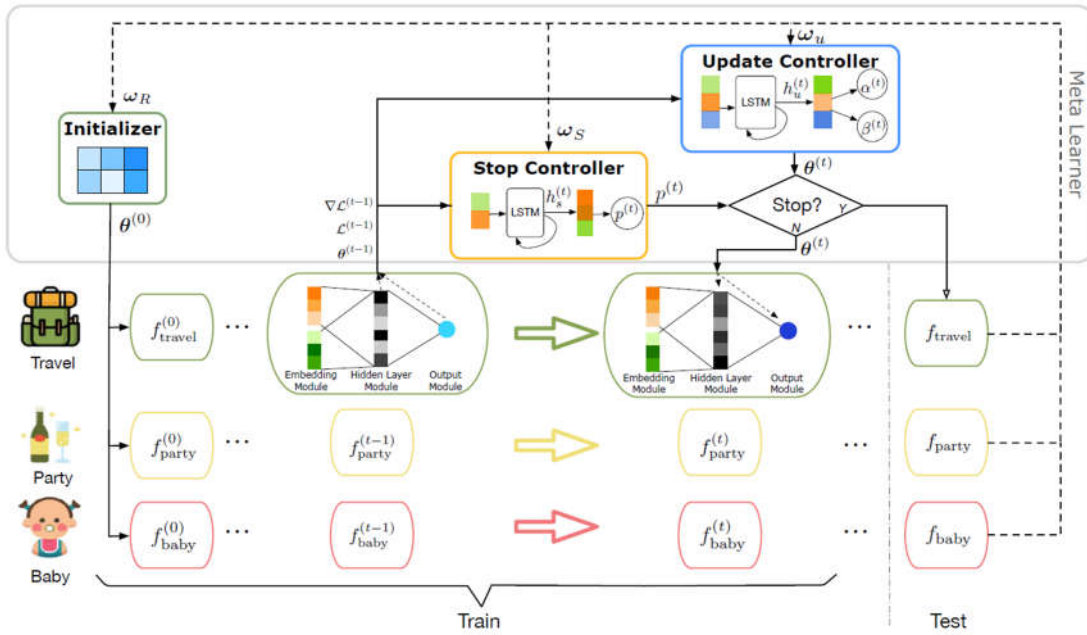 Meta Learner
ω_R
Initializer
θ^(0)
ω_u
Update Controller
LSTM
h_u^(t)
α^(t)
β^(t)
θ^(t)
ω_S
Stop Controller
LSTM
h_s^(t)
p^(t)
p^(t)
Stop?
Y
N
θ^(t)
∇ℒ^(t−1)
ℒ^(t−1)
θ^(t−1)
Travel
f_travel^(0)
...
Embedding Module
Hidden Layer Module
Output Module
Embedding Module
Hidden Layer Module
Output Module
...
f_travel
Party
f_party^(0)
...
f_party^(t−1)
f_party^(t)
...
f_party
Baby
f_baby^(0)
...
f_baby^(t−1)
f_baby^(t)
...
f_baby
Train
Test